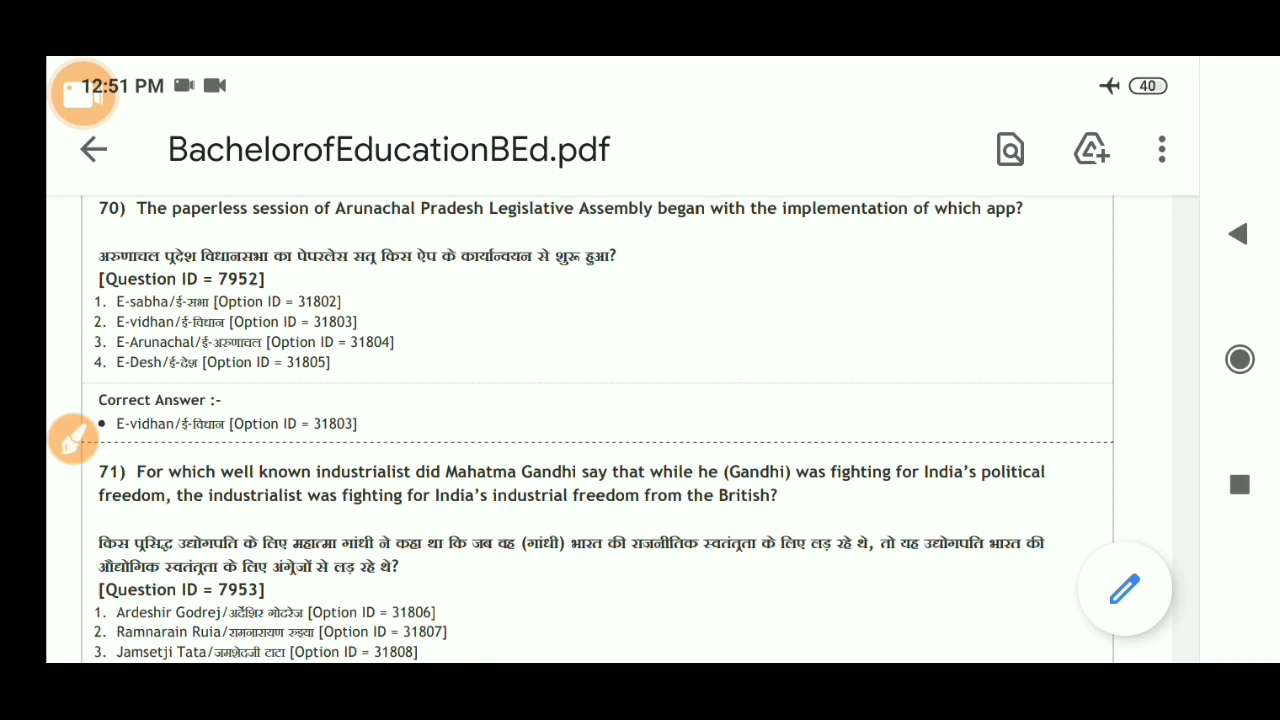 12:51 PM
40
BachelorofEducationBEd.pdf
70) The paperless session of Arunachal Pradesh Legislative Assembly began with the implementation of which app?
अरुणाचल प्रदेश विधानसभा का पेपरलेस सत्र किस ऐप के कार्यान्वयन से शुरू हुआ?
[Question ID = 7952]
1. E-sabha/ई-सभा [Option ID = 31802]
2. E-vidhan/ई-विधान [Option ID = 31803]
3. E-Arunachal/ई-अरुणाचल [Option ID = 31804]
4. E-Desh/ई-देश [Option ID = 31805]
Correct Answer :-
• E-vidhan/ई-विधान [Option ID = 31803]
71) For which well known industrialist did Mahatma Gandhi say that while he (Gandhi) was fighting for India's political
freedom, the industrialist was fighting for India's industrial freedom from the British?
किस प्रसिद्ध उद्योगपति के लिए महात्मा गांधी ने कहा था कि जब वह (गांधी) भारत की राजनीतिक स्वतंत्रता के लिए लड़ रहे थे, तो यह उद्योगपति भारत की
औद्योगिक स्वतंत्रता के लिए अंग्रेजों से लड़ रहे थे?
[Question ID = 7953]
1. Ardeshir Godrej/अर्देशिर गोदरेज [Option ID = 31806]
2. Ramnarain Ruia/रामनारायण रुइया [Option ID = 31807]
3. Jamsetji Tata/जमशेदजी टाटा [Option ID = 31808]